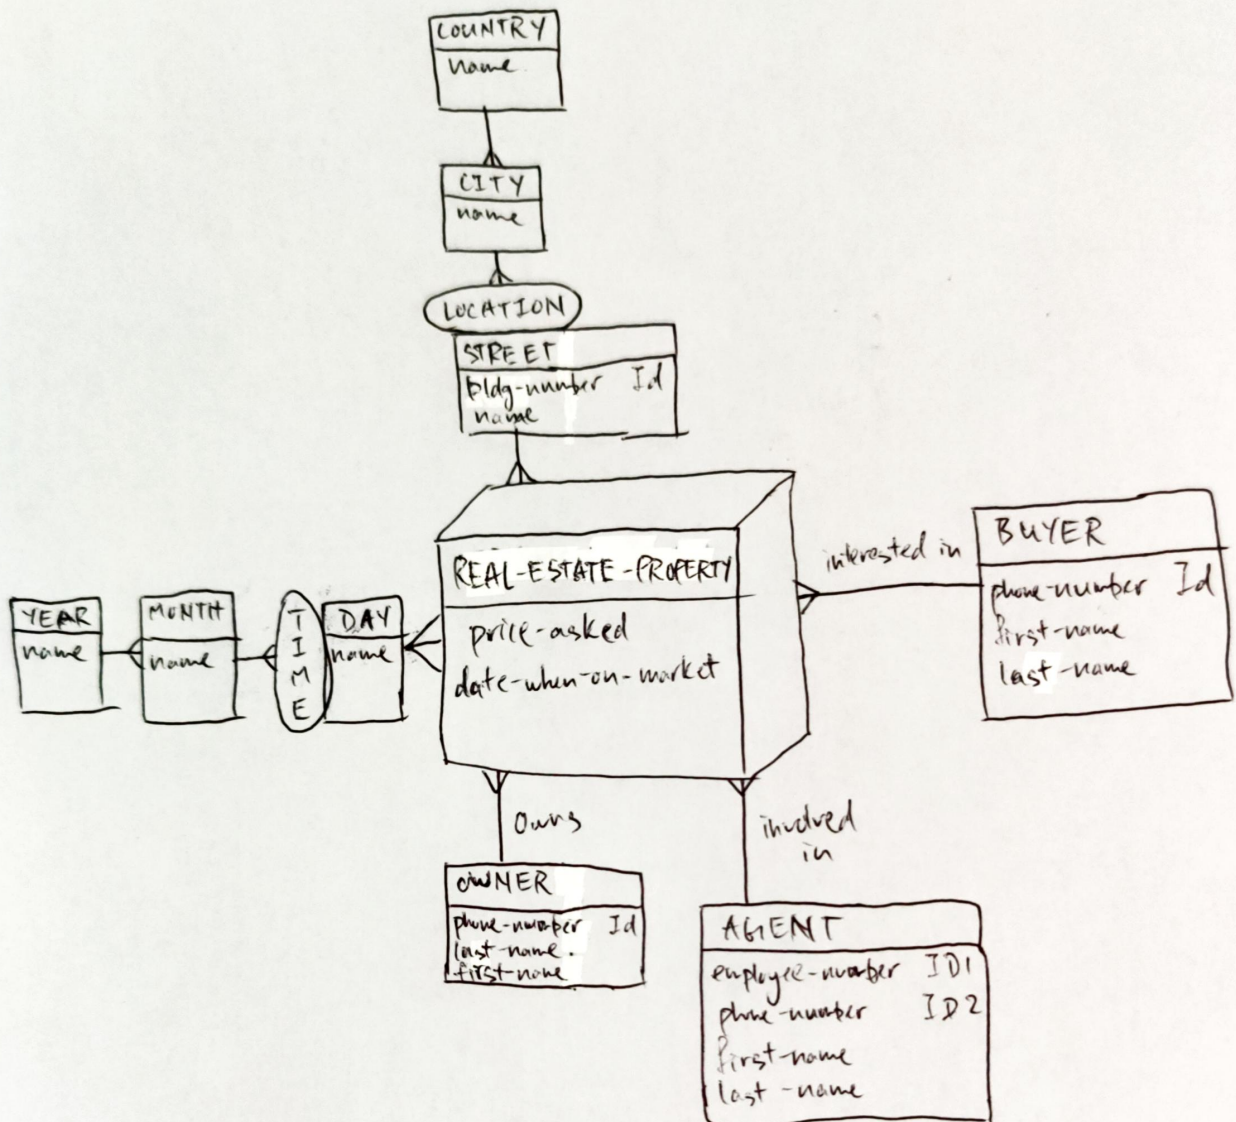 COUNTRY
name
CITY
name
LOCATION
STREET
bldg-number Id
name
REAL-ESTATE-PROPERTY
price-asked
date-when-on-market
interested in
BUYER
phone-number Id
first-name
last-name
YEAR
name
MONTH
name
TIME
DAY
name
owns
OWNER
phone-number Id
last-name
first-name
involved
in
AGENT
employee-number ID1
phone-number ID2
first-name
last-name